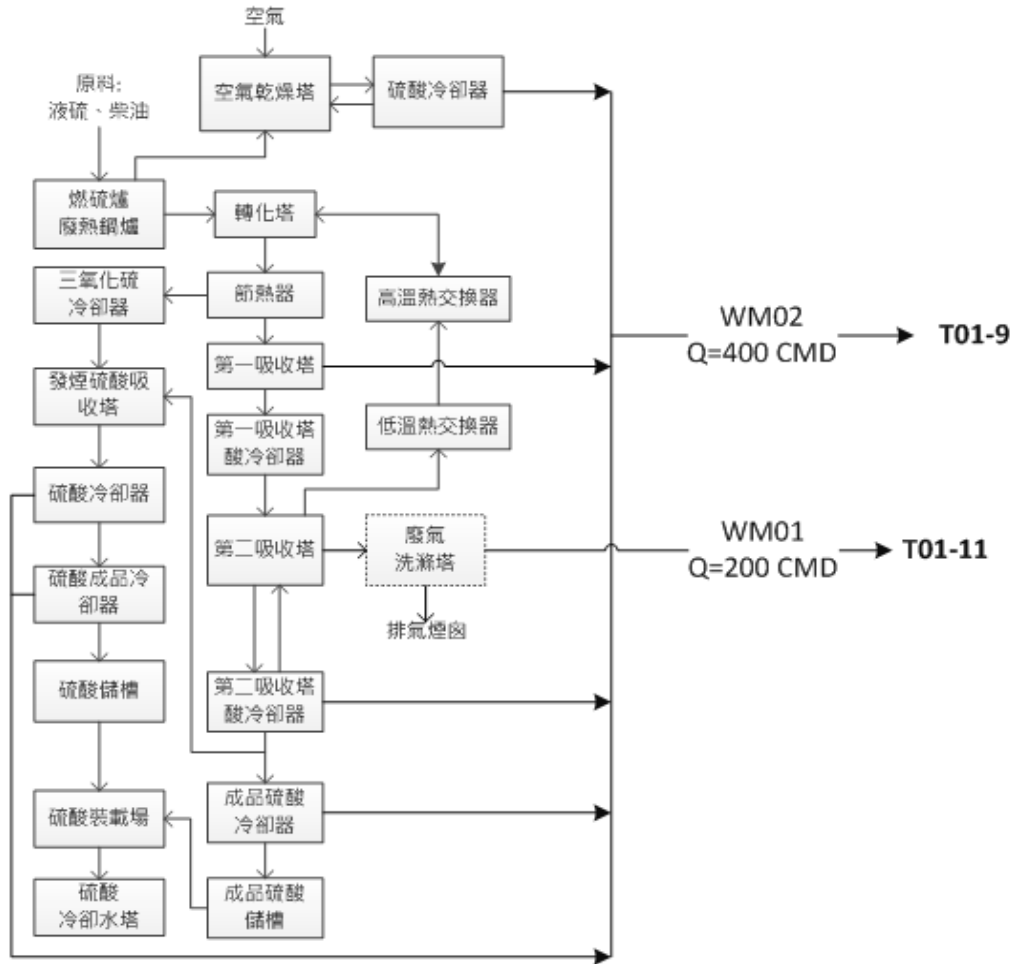 空氣
原料:
液硫、柴油
空氣乾燥塔
硫酸冷卻器
燃硫爐
廢熱鍋爐
轉化塔
三氧化硫
冷卻器
節熱器
高溫熱交換器
WM02
Q=400 CMD
T01-9
第一吸收塔
發煙硫酸吸
收塔
第一吸收塔
酸冷卻器
低溫熱交換器
硫酸冷卻器
第二吸收塔
廢氣
洗滌塔
WM01
Q=200 CMD
T01-11
硫酸成品冷
卻器
排氣煙囪
硫酸儲槽
第二吸收塔
酸冷卻器
硫酸裝載場
成品硫酸
冷卻器
硫酸
冷卻水塔
成品硫酸
儲槽